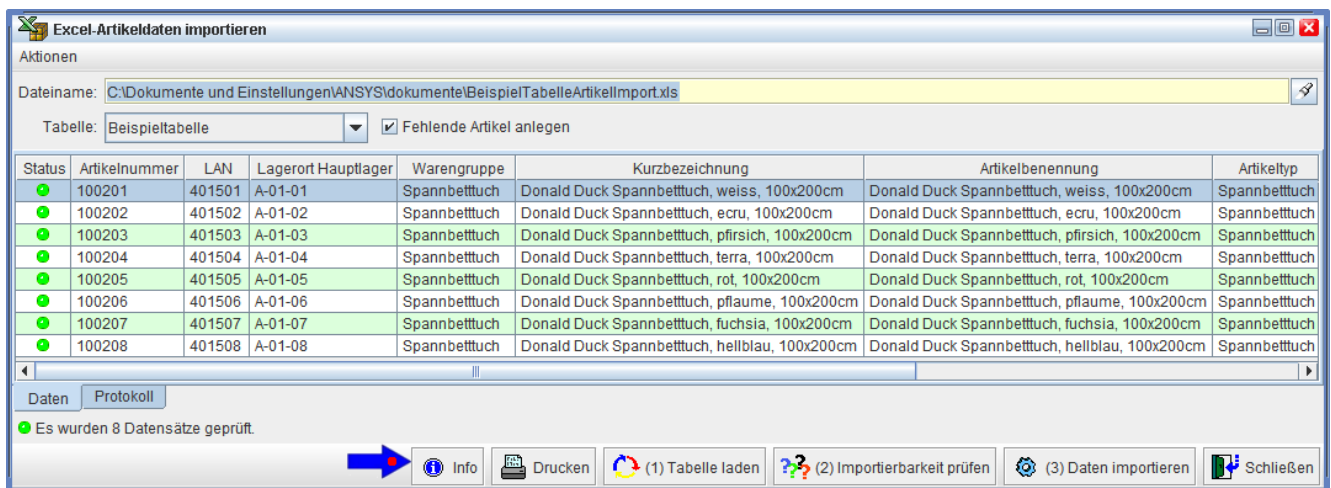 Excel-Artikeldaten importieren
Aktionen
Dateiname: C:\Dokumente und Einstellungen\ANSYS\dokumente\BeispielTabelleArtikelImport.xls
Tabelle: Beispieltabelle Fehlende Artikel anlegen
Status Artikelnummer LAN Lagerort Hauptlager Warengruppe Kurzbezeichnung Artikelbenennung Artikeltyp
100201 401501 A-01-01 Spannbetttuch Donald Duck Spannbetttuch, weiss, 100x200cm Donald Duck Spannbetttuch, weiss, 100x200cm Spannbetttuch
100202 401502 A-01-02 Spannbetttuch Donald Duck Spannbetttuch, ecru, 100x200cm Donald Duck Spannbetttuch, ecru, 100x200cm Spannbetttuch
100203 401503 A-01-03 Spannbetttuch Donald Duck Spannbetttuch, pfirsich, 100x200cm Donald Duck Spannbetttuch, pfirsich, 100x200cm Spannbetttuch
100204 401504 A-01-04 Spannbetttuch Donald Duck Spannbetttuch, terra, 100x200cm Donald Duck Spannbetttuch, terra, 100x200cm Spannbetttuch
100205 401505 A-01-05 Spannbetttuch Donald Duck Spannbetttuch, rot, 100x200cm Donald Duck Spannbetttuch, rot, 100x200cm Spannbetttuch
100206 401506 A-01-06 Spannbetttuch Donald Duck Spannbetttuch, pflaume, 100x200cm Donald Duck Spannbetttuch, pflaume, 100x200cm Spannbetttuch
100207 401507 A-01-07 Spannbetttuch Donald Duck Spannbetttuch, fuchsia, 100x200cm Donald Duck Spannbetttuch, fuchsia, 100x200cm Spannbetttuch
100208 401508 A-01-08 Spannbetttuch Donald Duck Spannbetttuch, hellblau, 100x200cm Donald Duck Spannbetttuch, hellblau, 100x200cm Spannbetttuch
Daten Protokoll
Es wurden 8 Datensätze geprüft.
Info Drucken (1) Tabelle laden (2) Importierbarkeit prüfen (3) Daten importieren Schließen